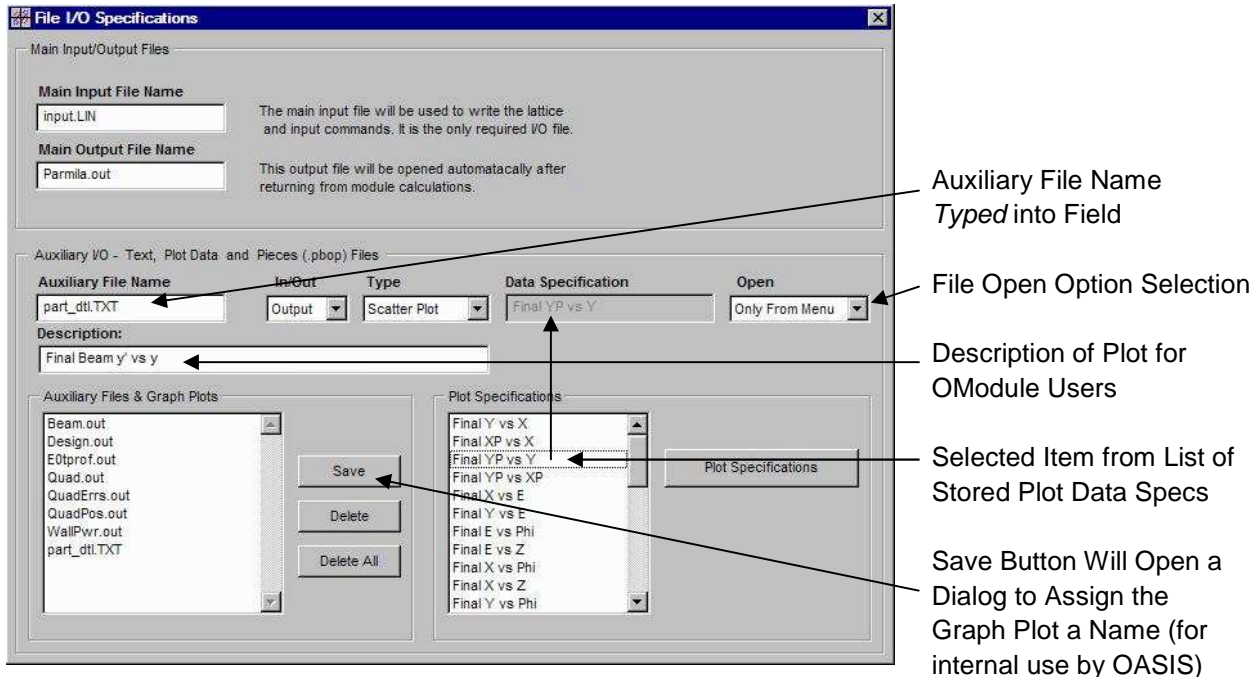 File I/O Specifications
Main Input/Output Files
Main Input File Name
input.LIN
The main input file will be used to write the lattice
and input commands. It is the only required I/O file.
Main Output File Name
Parmila.out
This output file will be opened automatacally after
returning from module calculations.
Auxiliary I/O - Text, Plot Data and Pieces (.pbop) Files
Auxiliary File Name
In/Out
Type
Data Specification
Open
part_dtl.TXT
Output
Scatter Plot
Final YP vs Y
Only From Menu
Description:
Final Beam y' vs y
Auxiliary Files & Graph Plots
Beam.out
Design.out
E0tprof.out
Quad.out
QuadErrs.out
QuadPos.out
WallPwr.out
part_dtl.TXT
Save
Delete
Delete All
Plot Specifications
Final Y vs X
Final XP vs X
Final YP vs Y
Final YP vs XP
Final X vs E
Final Y vs E
Final E vs Phi
Final E vs Z
Final X vs Phi
Final X vs Z
Final Y vs Phi
Plot Specifications
Auxiliary File Name
Typed into Field
File Open Option Selection
Description of Plot for
OModule Users
Selected Item from List of
Stored Plot Data Specs
Save Button Will Open a
Dialog to Assign the
Graph Plot a Name (for
internal use by OASIS)